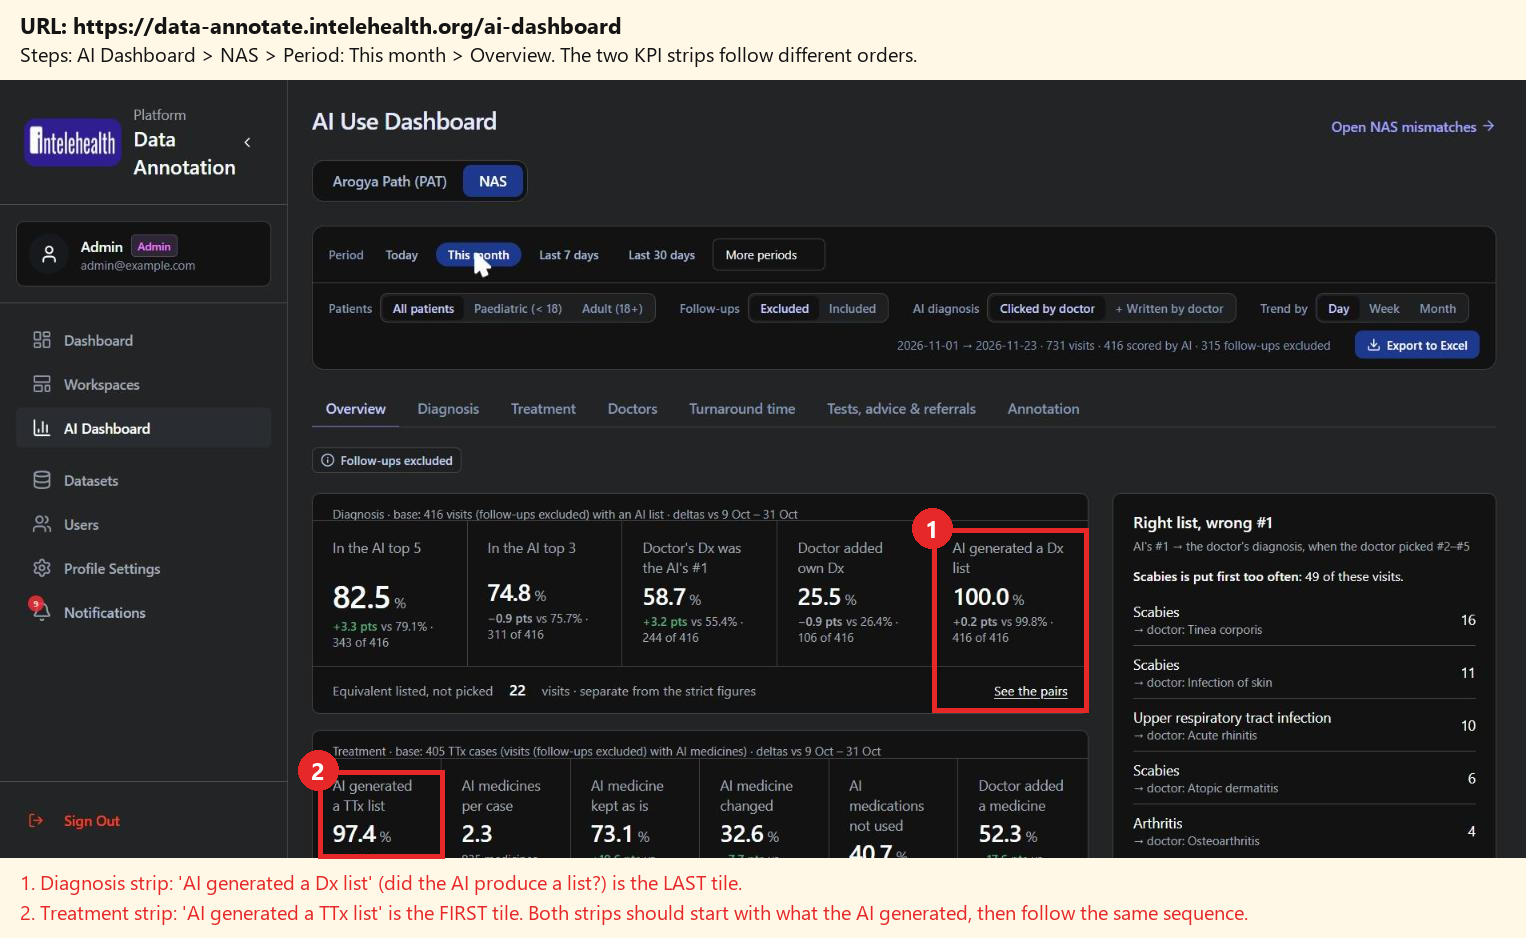 URL: https://data-annotate.intelehealth.org/ai-dashboard
Steps: AI Dashboard > NAS > Period: This month > Overview. The two KPI strips follow different orders.
intelehealth
Platform
Data
Annotation
Admin Admin
admin@example.com
Dashboard
Workspaces
AI Dashboard
Datasets
Users
Profile Settings
9
Notifications
Sign Out
AI Use Dashboard
Open NAS mismatches →
Arogya Path (PAT) NAS
Period Today This month Last 7 days Last 30 days More periods
Patients All patients Paediatric (< 18) Adult (18+) Follow-ups Excluded Included AI diagnosis Clicked by doctor + Written by doctor Trend by Day Week Month
2026-11-01 → 2026-11-23 · 731 visits · 416 scored by AI · 315 follow-ups excluded Export to Excel
Overview Diagnosis Treatment Doctors Turnaround time Tests, advice & referrals Annotation
Follow-ups excluded
Diagnosis · base: 416 visits (follow-ups excluded) with an AI list · deltas vs 9 Oct – 31 Oct
In the AI top 5
82.5 %
+3.3 pts vs 79.1% ·
343 of 416
In the AI top 3
74.8 %
−0.9 pts vs 75.7% ·
311 of 416
Doctor's Dx was
the AI's #1
58.7 %
+3.2 pts vs 55.4% ·
244 of 416
Doctor added
own Dx
25.5 %
−0.9 pts vs 26.4% ·
106 of 416
1
AI generated a Dx
list
100.0 %
+0.2 pts vs 99.8% ·
416 of 416
Equivalent listed, not picked 22 visits · separate from the strict figures See the pairs
Treatment · base: 405 TTx cases (visits (follow-ups excluded) with AI medicines) · deltas vs 9 Oct – 31 Oct
2
AI generated
a TTx list
97.4 %
AI medicines
per case
2.3
AI medicine
kept as is
73.1 %
AI medicine
changed
32.6 %
AI
medications
not used
40.7 %
Doctor added
a medicine
52.3 %
Right list, wrong #1
AI's #1 → the doctor's diagnosis, when the doctor picked #2–#5
Scabies is put first too often: 49 of these visits.
Scabies
→ doctor: Tinea corporis
16
Scabies
→ doctor: Infection of skin
11
Upper respiratory tract infection
→ doctor: Acute rhinitis
10
Scabies
→ doctor: Atopic dermatitis
6
Arthritis
→ doctor: Osteoarthritis
4
1. Diagnosis strip: 'AI generated a Dx list' (did the AI produce a list?) is the LAST tile.
2. Treatment strip: 'AI generated a TTx list' is the FIRST tile. Both strips should start with what the AI generated, then follow the same sequence.